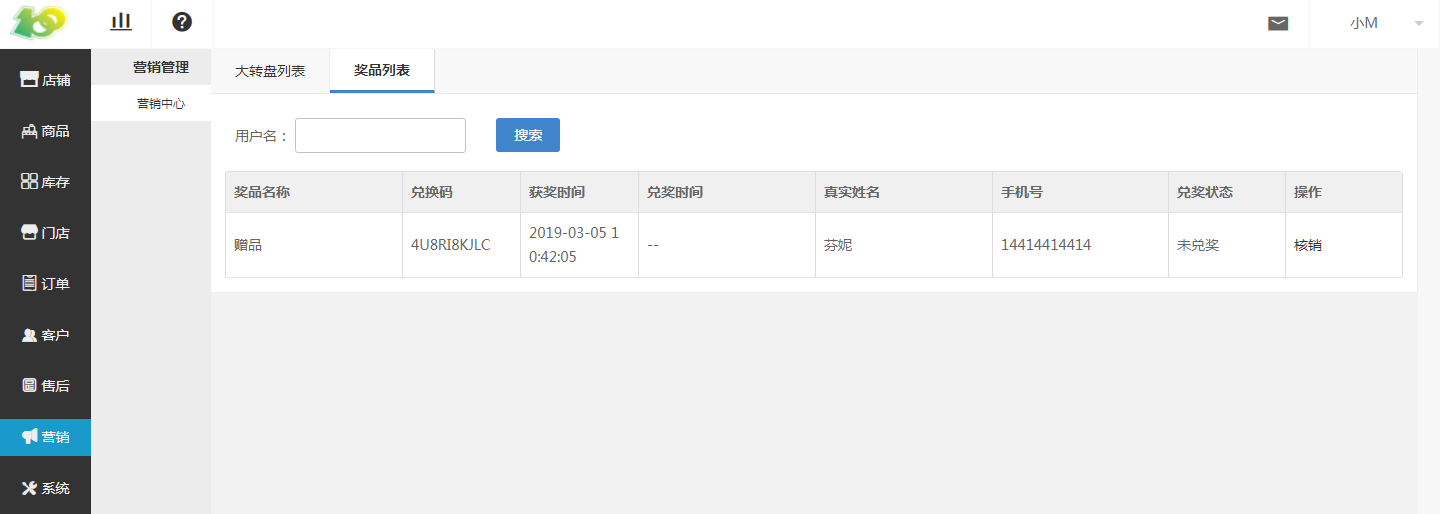 小M
店铺
商品
库存
门店
订单
客户
售后
营销
系统
营销管理
营销中心
大转盘列表
奖品列表
用户名：
搜索
奖品名称
兑换码
获奖时间
兑奖时间
真实姓名
手机号
兑奖状态
操作
赠品
4U8RI8KJLC
2019-03-05 1
0:42:05
--
芬妮
14414414414
未兑奖
核销